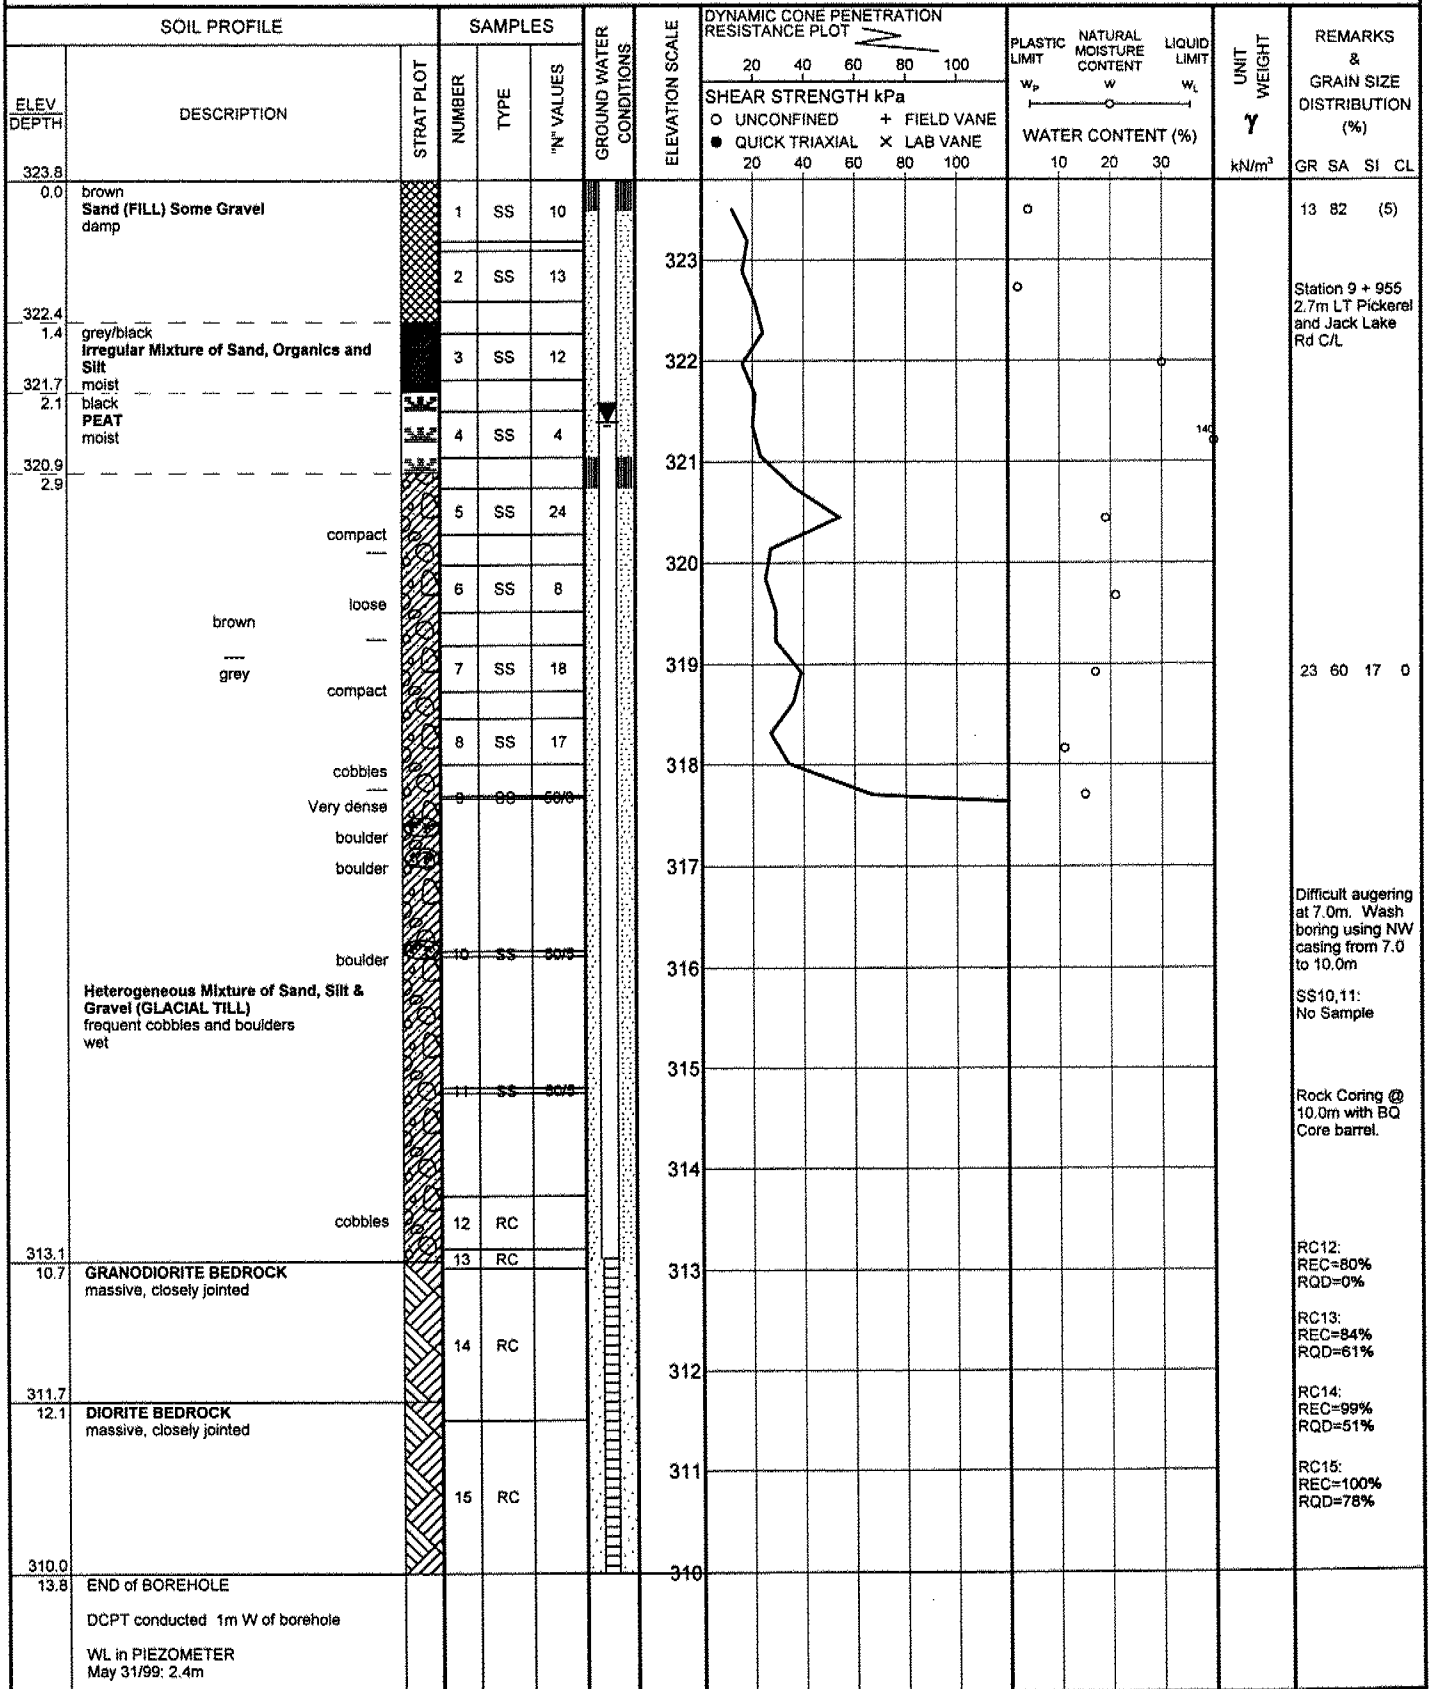 SOIL PROFILE
SAMPLES
GROUND WATER
CONDITIONS
ELEVATION SCALE
DYNAMIC CONE PENETRATION
RESISTANCE PLOT
20 40 60 80 100
SHEAR STRENGTH kPa
O UNCONFINED + FIELD VANE
● QUICK TRIAXIAL × LAB VANE
20 40 60 80 100
PLASTIC LIMIT
NATURAL MOISTURE CONTENT
LIQUID LIMIT
WP W WL
WATER CONTENT (%)
10 20 30
UNIT WEIGHT
γ
kN/m³
REMARKS
&
GRAIN SIZE
DISTRIBUTION
(%)
GR SA SI CL
ELEV
DEPTH
DESCRIPTION
STRAT PLOT
NUMBER
TYPE
"N" VALUES
323.8
0.0 brown
Sand (FILL) Some Gravel
damp
1 SS 10
13 82 (5)
323
2 SS 13
Station 9 + 955
2.7m LT Pickerel
and Jack Lake
Rd C/L
322.4
1.4 grey/black
Irregular Mixture of Sand, Organics and
Silt
moist
3 SS 12
322
321.7
2.1 black
PEAT
moist
4 SS 4
140
321
320.9
2.9
5 SS 24
compact
320
6 SS 8
loose
brown
grey
7 SS 18
319
23 60 17 0
compact
8 SS 17
318
cobbles
9 SS
Very dense
boulder
boulder
317
Difficult augering
at 7.0m. Wash
boring using NW
casing from 7.0
to 10.0m
10 SS 50/5
boulder
316
Heterogeneous Mixture of Sand, Silt &
Gravel (GLACIAL TILL)
frequent cobbles and boulders
wet
SS10,11:
No Sample
315
11 SS 50/5
Rock Coring @
10.0m with BQ
Core barrel.
314
cobbles
12 RC
13 RC
313.1
10.7 GRANODIORITE BEDROCK
massive, closely jointed
313
RC12:
REC=80%
RQD=0%
RC13:
REC=84%
RQD=61%
14 RC
312
311.7
12.1 DIORITE BEDROCK
massive, closely jointed
RC14:
REC=99%
RQD=51%
311
15 RC
RC15:
REC=100%
RQD=78%
310.0
310
13.8 END of BOREHOLE
DCPT conducted 1m W of borehole
WL in PIEZOMETER
May 31/99: 2.4m